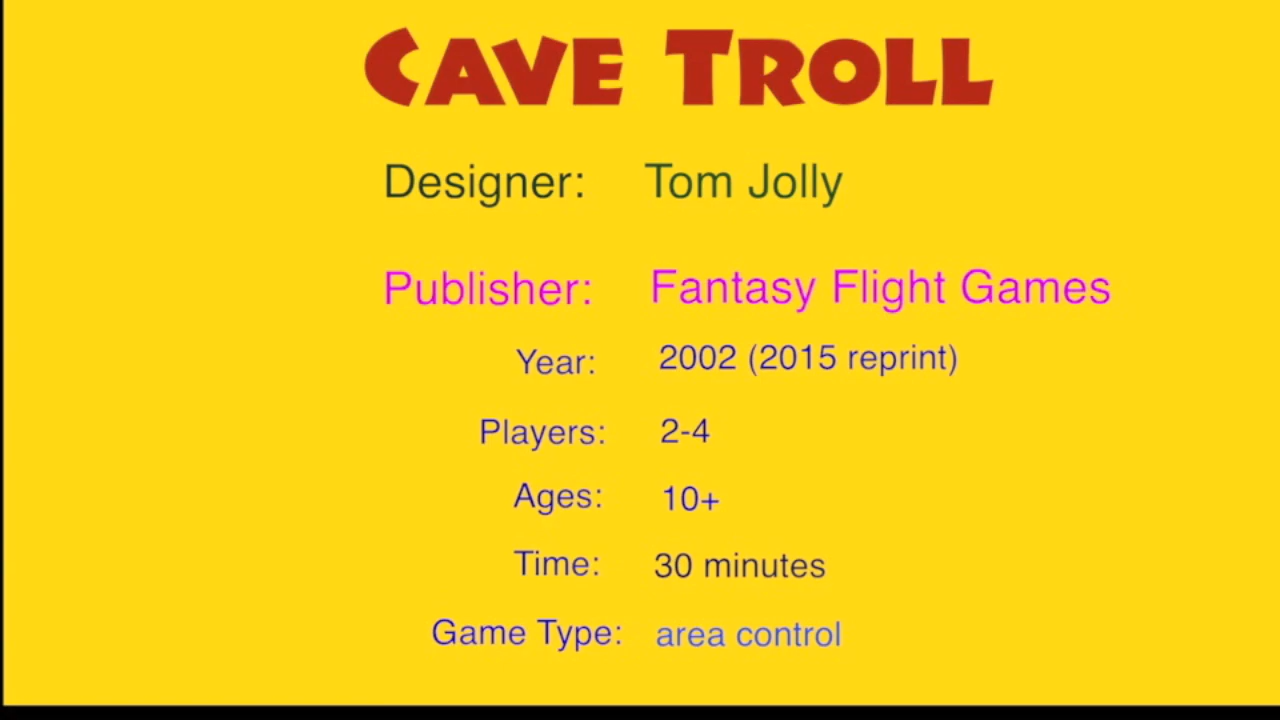 CAVE TROLL
Designer: Tom Jolly
Publisher: Fantasy Flight Games
Year: 2002 (2015 reprint)
Players: 2-4
Ages: 10+
Time: 30 minutes
Game Type: area control